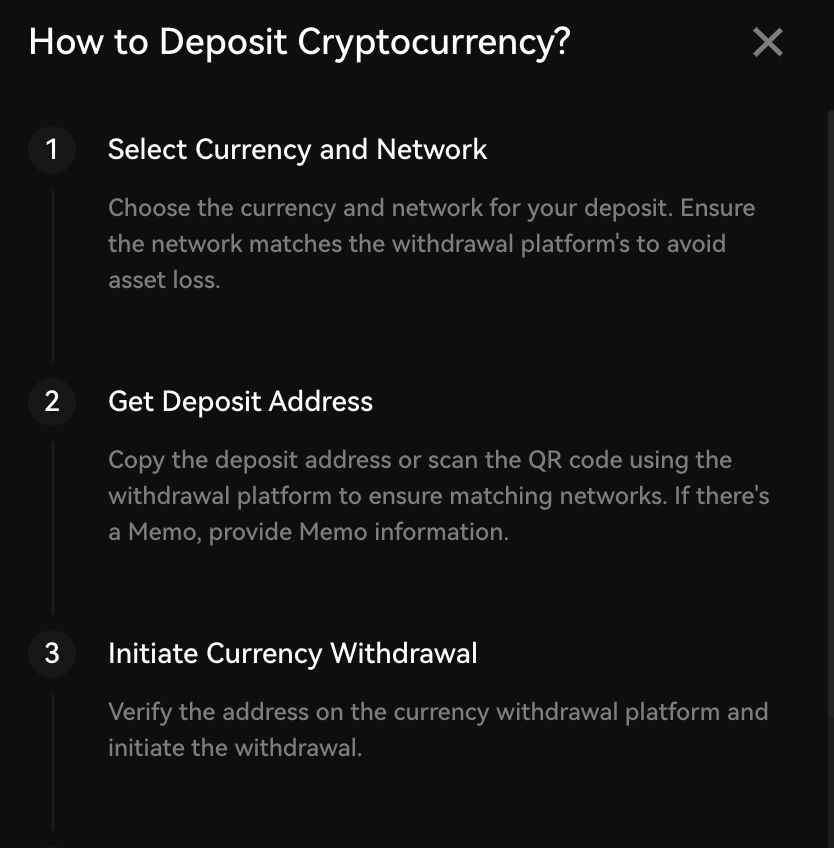 How to Deposit Cryptocurrency?
1 Select Currency and Network
Choose the currency and network for your deposit. Ensure
the network matches the withdrawal platform's to avoid
asset loss.
2 Get Deposit Address
Copy the deposit address or scan the QR code using the
withdrawal platform to ensure matching networks. If there's
a Memo, provide Memo information.
3 Initiate Currency Withdrawal
Verify the address on the currency withdrawal platform and
initiate the withdrawal.